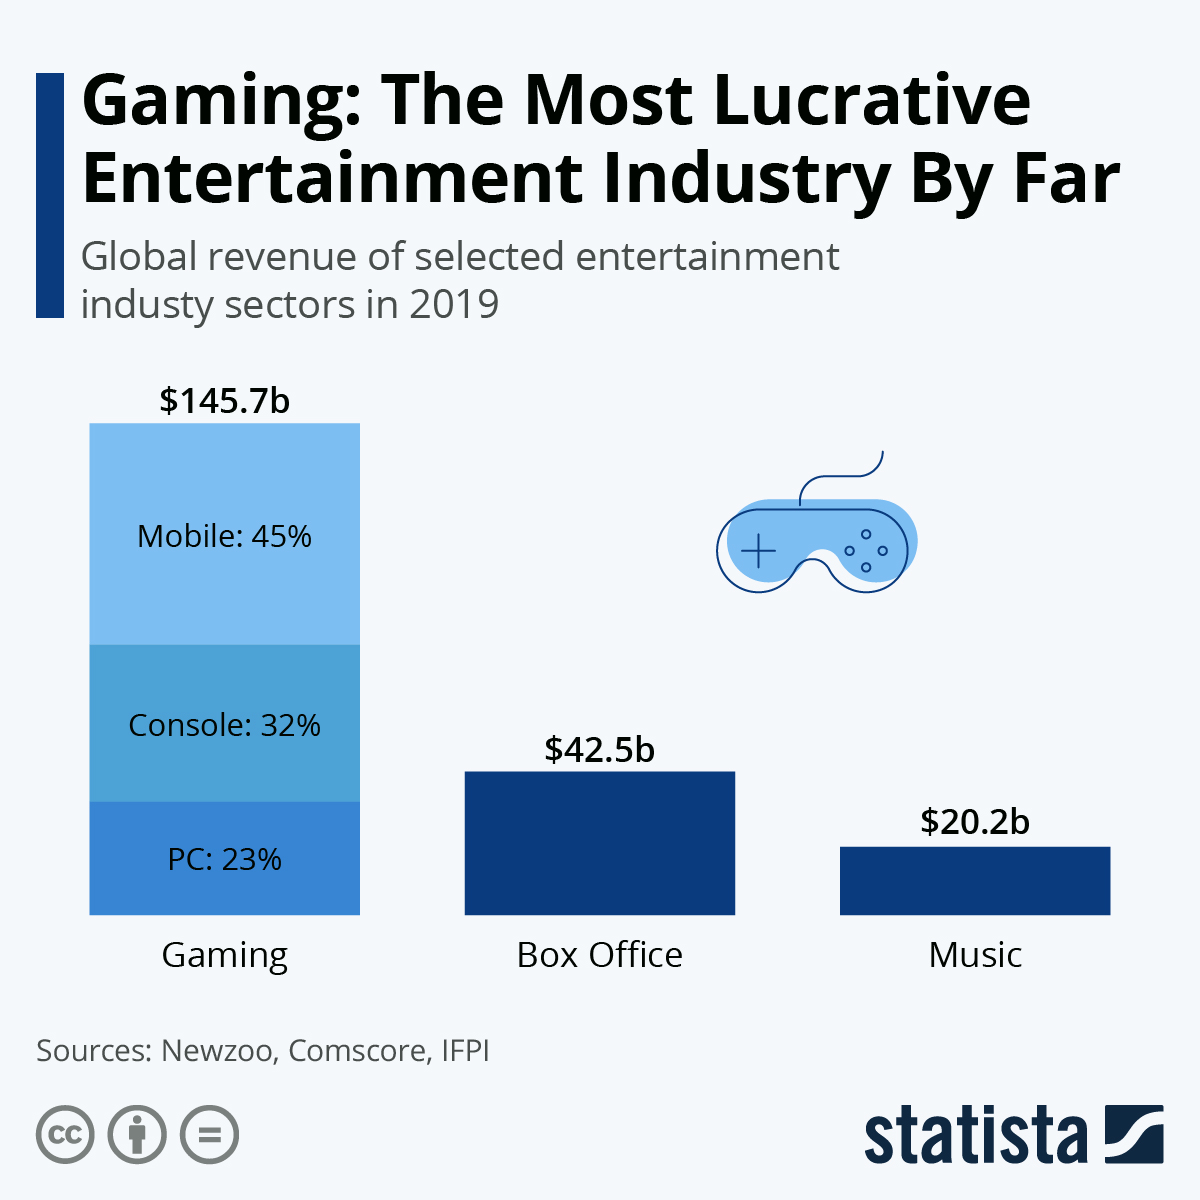 Gaming: The Most Lucrative
Entertainment Industry By Far
Global revenue of selected entertainment
industy sectors in 2019
$145.7b
Mobile: 45%
Console: 32%
PC: 23%
Gaming
$42.5b
Box Office
$20.2b
Music
Sources: Newzoo, Comscore, IFPI
cc
statista